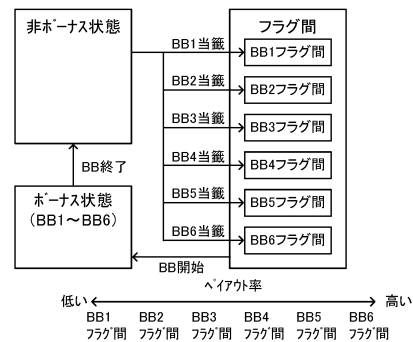 非ﾎﾞｰﾅｽ状態
フラグ間
BB1当籤
BB1フラグ間
BB2当籤
BB2フラグ間
BB3当籤
BB3フラグ間
BB4当籤
BB4フラグ間
BB5当籤
BB5フラグ間
BB6当籤
BB6フラグ間
BB終了
ﾎﾞｰﾅｽ状態
(BB1～BB6)
BB開始
ﾍﾟｲｱｳﾄ率
低い
高い
BB1 BB2 BB3 BB4 BB5 BB6
ﾌﾗｸﾞ間 ﾌﾗｸﾞ間 ﾌﾗｸﾞ間 ﾌﾗｸﾞ間 ﾌﾗｸﾞ間 ﾌﾗｸﾞ間